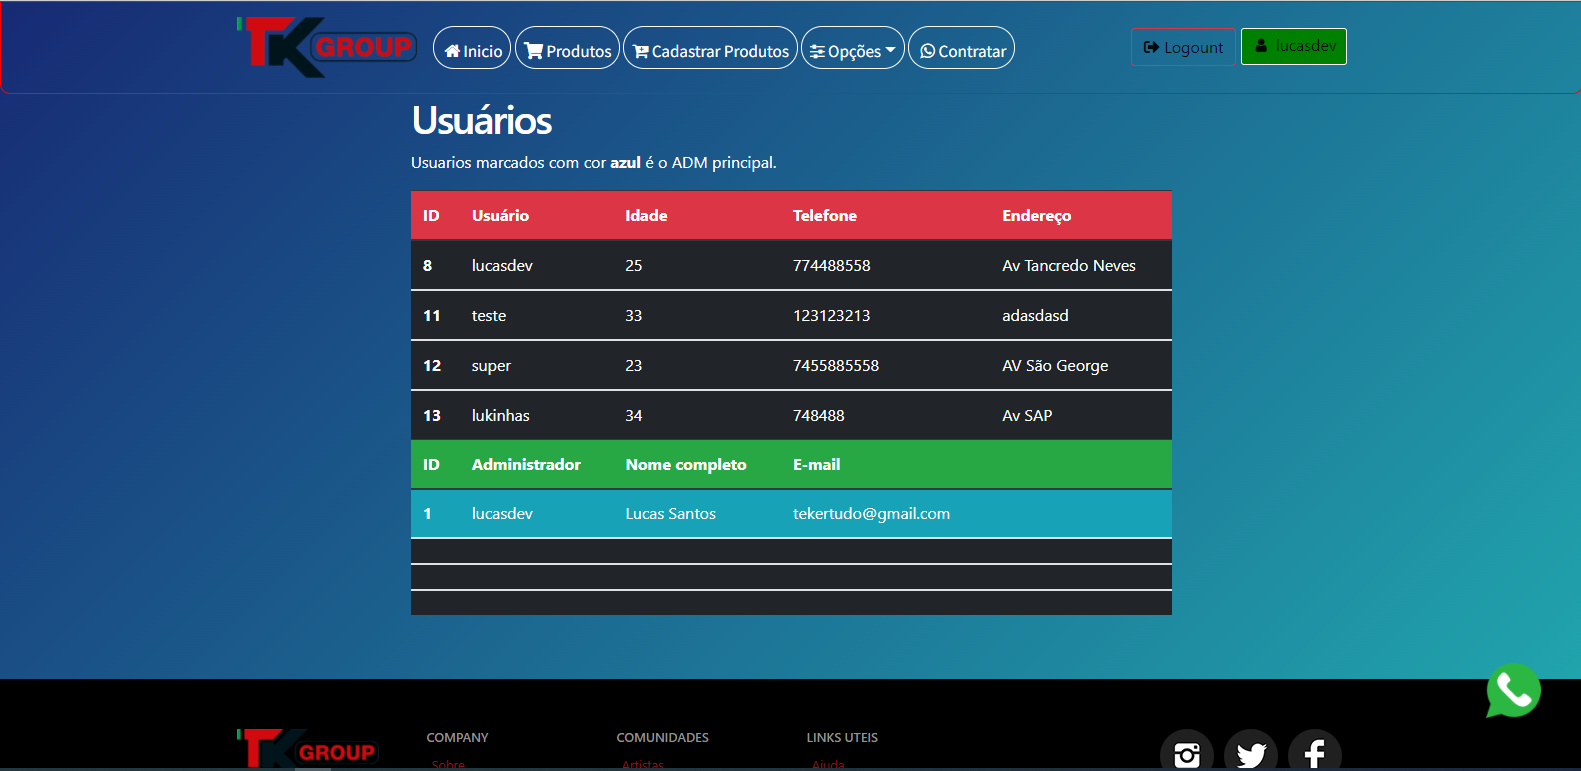 TK GROUP
Inicio Produtos Cadastrar Produtos Opções Contratar Logount lucasdev
Usuários
Usuarios marcados com cor azul é o ADM principal.
ID Usuário Idade Telefone Endereço
8 lucasdev 25 774488558 Av Tancredo Neves
11 teste 33 123123213 adasdasd
12 super 23 7455885558 AV São George
13 lukinhas 34 748488 Av SAP
ID Administrador Nome completo E-mail
1 lucasdev Lucas Santos tekertudo@gmail.com
TK GROUP
COMPANY COMUNIDADES LINKS UTEIS
Sobre Artistas Ajuda